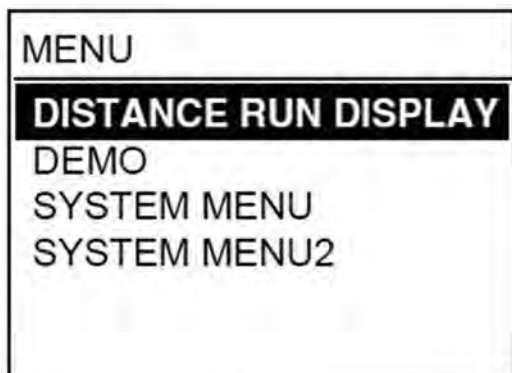 MENU
DISTANCE RUN DISPLAY
DEMO
SYSTEM MENU
SYSTEM MENU2